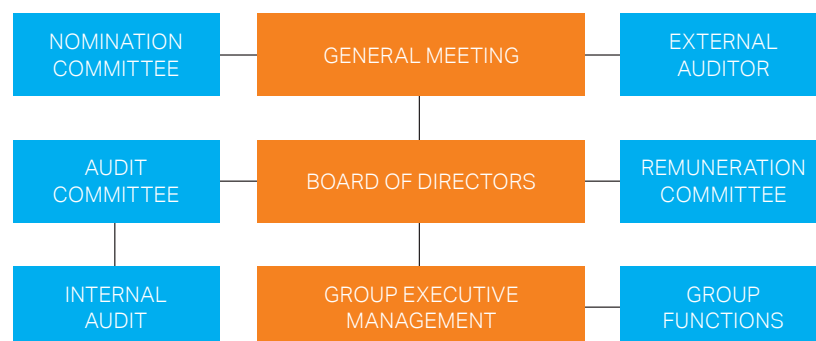 NOMINATION
COMMITTEE
GENERAL MEETING
EXTERNAL
AUDITOR
AUDIT
COMMITTEE
BOARD OF DIRECTORS
REMUNERATION
COMMITTEE
INTERNAL
AUDIT
GROUP EXECUTIVE
MANAGEMENT
GROUP
FUNCTIONS